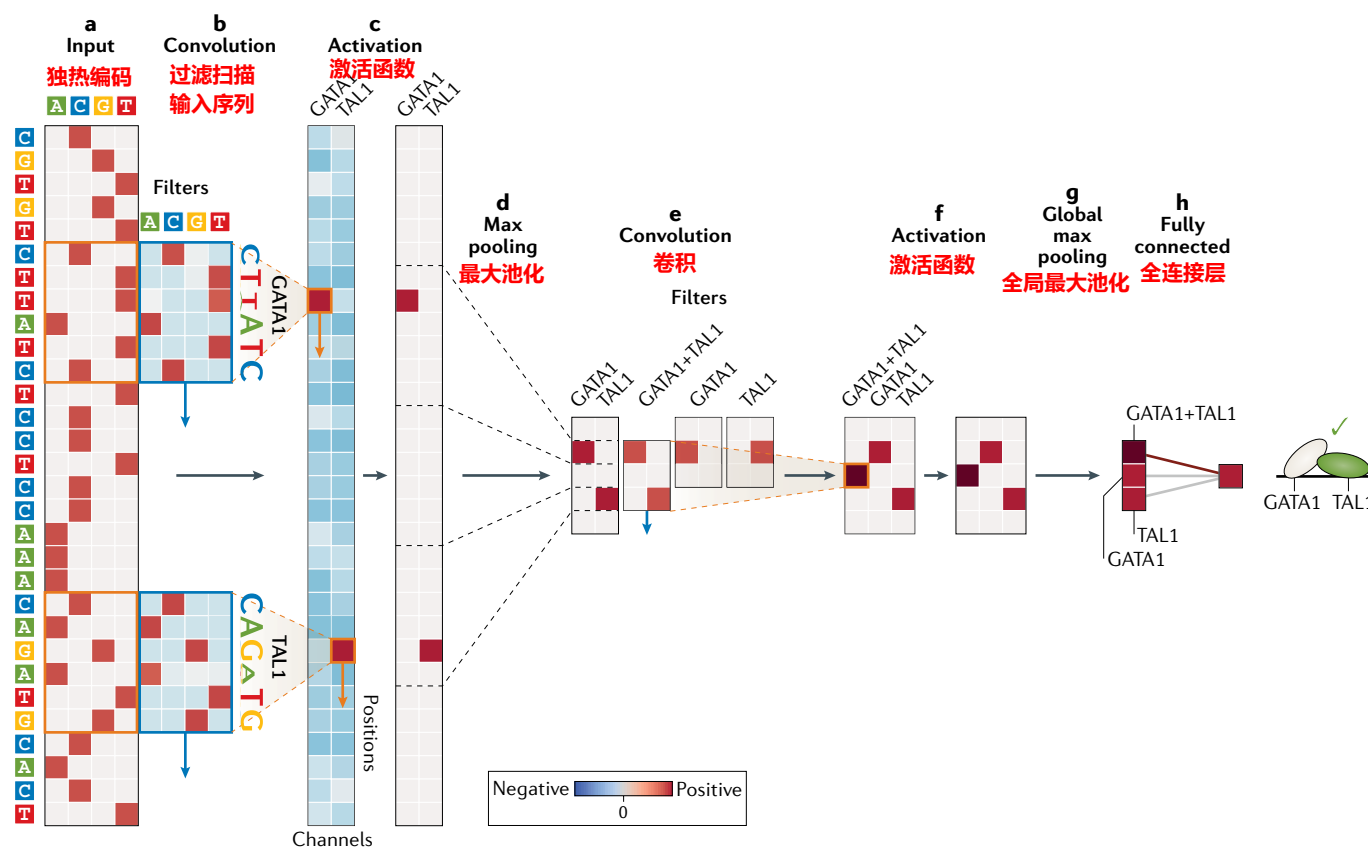 a
Input
独热编码
A C G T
b
Convolution
过滤扫描
输入序列
c
Activation
激活函数
GATA1
TAL1
GATA1
TAL1
C
G
T
G
T
C
T
T
A
T
C
T
C
C
T
C
C
A
A
A
C
A
G
A
T
G
C
A
C
T
Filters
A C G T
CTTATC
GATA1
CAGATG
TAL1
Positions
Channels
d
Max
pooling
最大池化
e
Convolution
卷积
Filters
GATA1
TAL1
GATA1+TAL1
GATA1
TAL1
f
Activation
激活函数
GATA1+TAL1
GATA1
TAL1
g
Global
max
pooling
全局最大池化
h
Fully
connected
全连接层
GATA1+TAL1
TAL1
GATA1
✓
GATA1 TAL1
Negative Positive
0